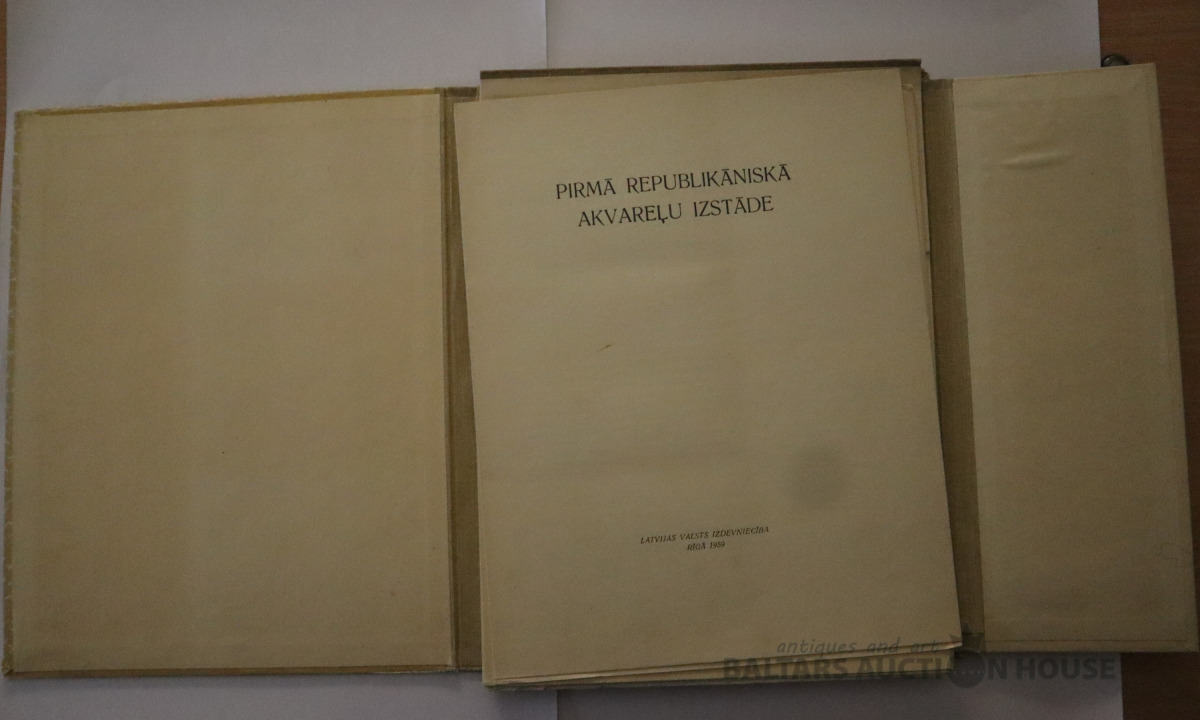 PIRMĀ REPUBLIKĀNISKĀ
AKVAREĻU IZSTĀDE
LATVIJAS VALSTS IZDEVNIECĪBA
RĪGĀ 1959
antiques and art
BALTARS AUCTION HOUSE